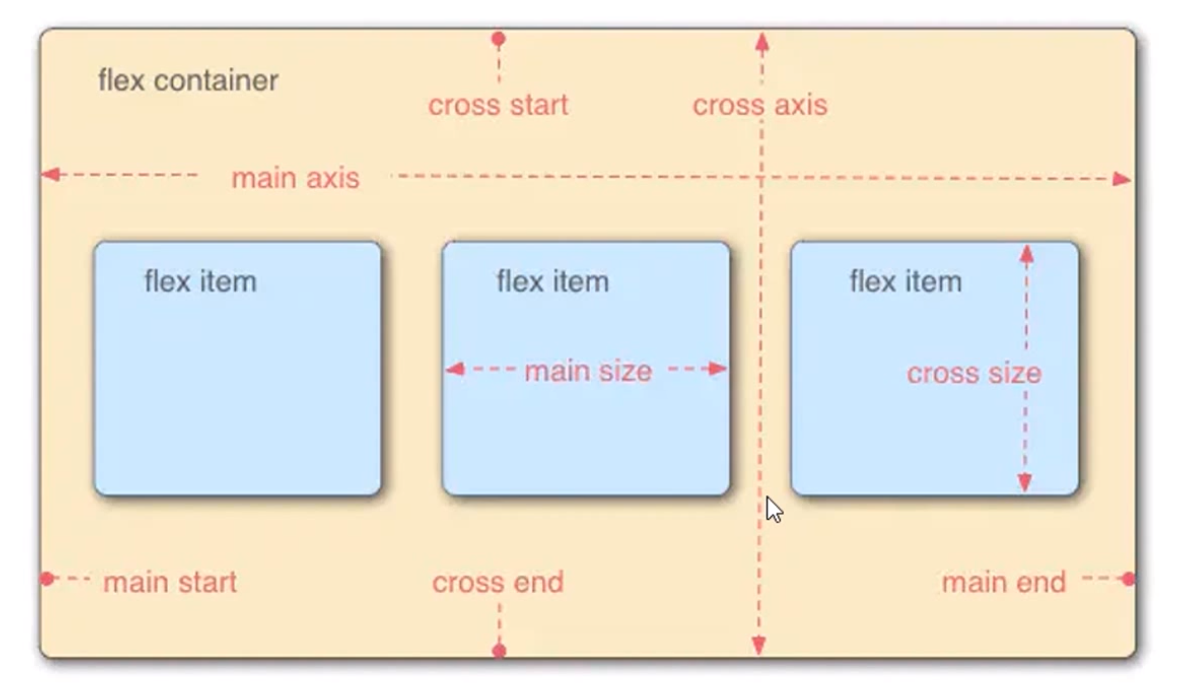 flex container
cross start
cross axis
main axis
flex item
flex item
flex item
main size
cross size
main start
cross end
main end